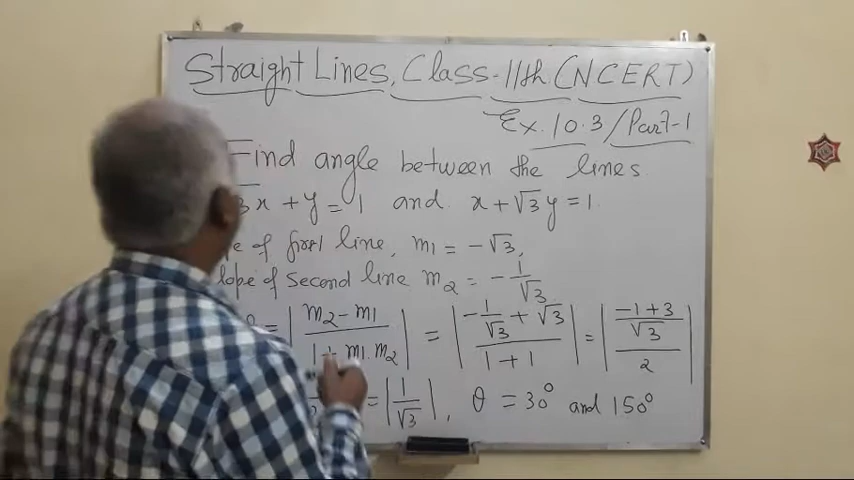 Straight Lines, Class-11th (NCERT)
Ex. 10.3/Part-1
Find angle between the lines
√3x + y = 1 and x + √3y = 1.
of first line, m₁ = -√3,
slope of second line m₂ = -1/√3
= |(m₂ - m₁)/(1 + m₁.m₂)| = |(-1/√3 + √3)/(1 + 1)| = |((-1 + 3)/√3)/2|
= |1/√3|, θ = 30° and 150°